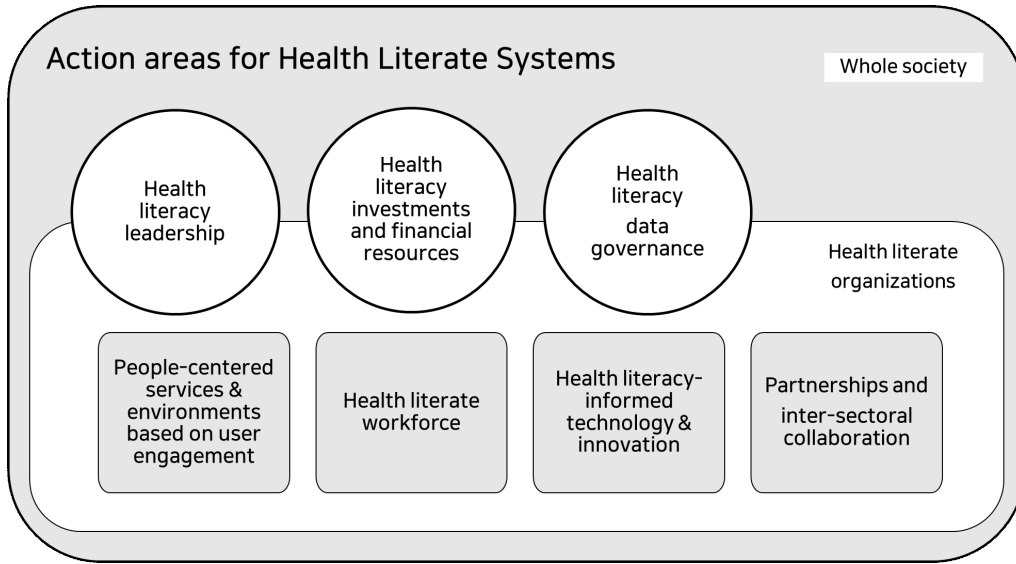 Action areas for Health Literate Systems
Whole society
Health
literacy
leadership
Health
literacy
investments
and financial
resources
Health
literacy
data
governance
Health literate
organizations
People-centered
services &
environments
based on user
engagement
Health literate
workforce
Health literacy-
informed
technology &
innovation
Partnerships and
inter-sectoral
collaboration